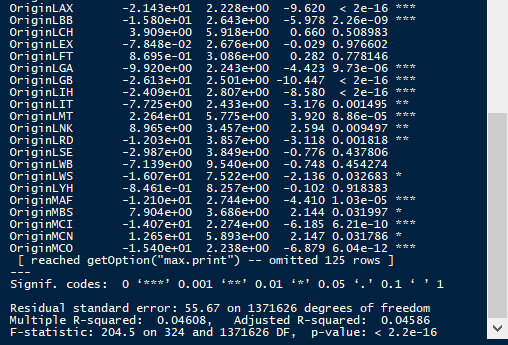 OriginLAX -2.143e+01 2.228e+00 -9.620 < 2e-16 ***
OriginLBB -1.580e+01 2.643e+00 -5.978 2.26e-09 ***
OriginLCH 3.909e+00 5.918e+00 0.660 0.508983
OriginLEX -7.848e-02 2.676e+00 -0.029 0.976602
OriginLFT 8.695e-01 3.086e+00 0.282 0.778146
OriginLGA -9.920e+00 2.243e+00 -4.423 9.73e-06 ***
OriginLGB -2.613e+01 2.501e+00 -10.447 < 2e-16 ***
OriginLIH -2.409e+01 2.807e+00 -8.580 < 2e-16 ***
OriginLIT -7.725e+00 2.433e+00 -3.176 0.001495 **
OriginLMT 2.264e+01 5.775e+00 3.920 8.86e-05 ***
OriginLNK 8.965e+00 3.457e+00 2.594 0.009497 **
OriginLRD -1.203e+01 3.857e+00 -3.118 0.001818 **
OriginLSE -2.987e+00 3.849e+00 -0.776 0.437806
OriginLWB -7.139e+00 9.540e+00 -0.748 0.454274
OriginLWS -1.607e+01 7.522e+00 -2.136 0.032683 *
OriginLYH -8.461e-01 8.257e+00 -0.102 0.918383
OriginMAF -1.210e+01 2.744e+00 -4.410 1.03e-05 ***
OriginMBS 7.904e+00 3.686e+00 2.144 0.031997 *
OriginMCI -1.407e+01 2.274e+00 -6.185 6.21e-10 ***
OriginMCN 1.265e+01 5.893e+00 2.147 0.031786 *
OriginMCO -1.540e+01 2.238e+00 -6.879 6.04e-12 ***
[ reached getOption("max.print") -- omitted 125 rows ]
---
Signif. codes: 0 ‘***’ 0.001 ‘**’ 0.01 ‘*’ 0.05 ‘.’ 0.1 ‘ ’ 1
Residual standard error: 55.67 on 1371626 degrees of freedom
Multiple R-squared: 0.04608, Adjusted R-squared: 0.04586
F-statistic: 204.5 on 324 and 1371626 DF, p-value: < 2.2e-16